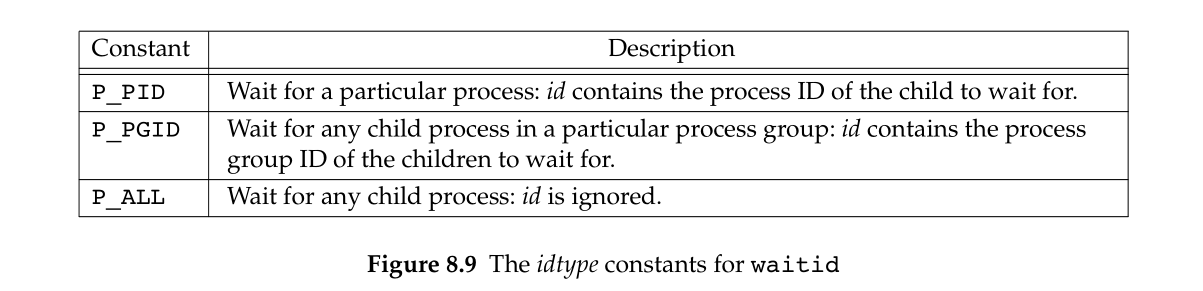 Constant Description
P_PID Wait for a particular process: id contains the process ID of the child to wait for.
P_PGID Wait for any child process in a particular process group: id contains the process
group ID of the children to wait for.
P_ALL Wait for any child process: id is ignored.
Figure 8.9 The idtype constants for waitid